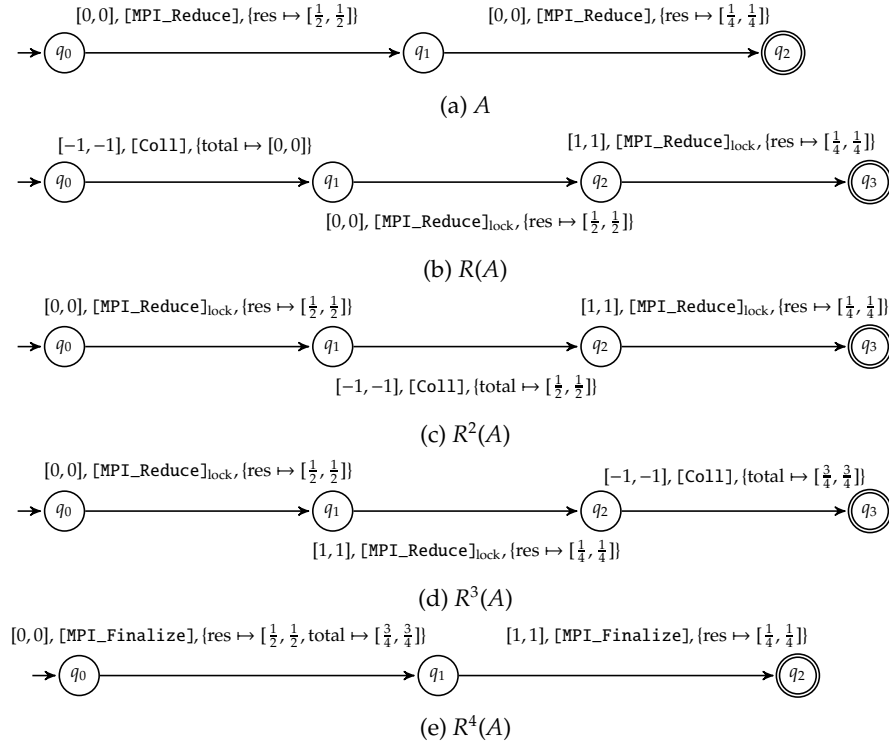 [0, 0], [MPI_Reduce], {res ↦ [1/2, 1/2]} [0, 0], [MPI_Reduce], {res ↦ [1/4, 1/4]}
q0 q1 q2
(a) A
[−1, −1], [Coll], {total ↦ [0, 0]} [1, 1], [MPI_Reduce]lock, {res ↦ [1/4, 1/4]}
q0 q1 q2 q3
[0, 0], [MPI_Reduce]lock, {res ↦ [1/2, 1/2]}
(b) R(A)
[0, 0], [MPI_Reduce]lock, {res ↦ [1/2, 1/2]} [1, 1], [MPI_Reduce]lock, {res ↦ [1/4, 1/4]}
q0 q1 q2 q3
[−1, −1], [Coll], {total ↦ [1/2, 1/2]}
(c) R²(A)
[0, 0], [MPI_Reduce]lock, {res ↦ [1/2, 1/2]} [−1, −1], [Coll], {total ↦ [3/4, 3/4]}
q0 q1 q2 q3
[1, 1], [MPI_Reduce]lock, {res ↦ [1/4, 1/4]}
(d) R³(A)
[0, 0], [MPI_Finalize], {res ↦ [1/2, 1/2, total ↦ [3/4, 3/4]} [1, 1], [MPI_Finalize], {res ↦ [1/4, 1/4]}
q0 q1 q2
(e) R⁴(A)